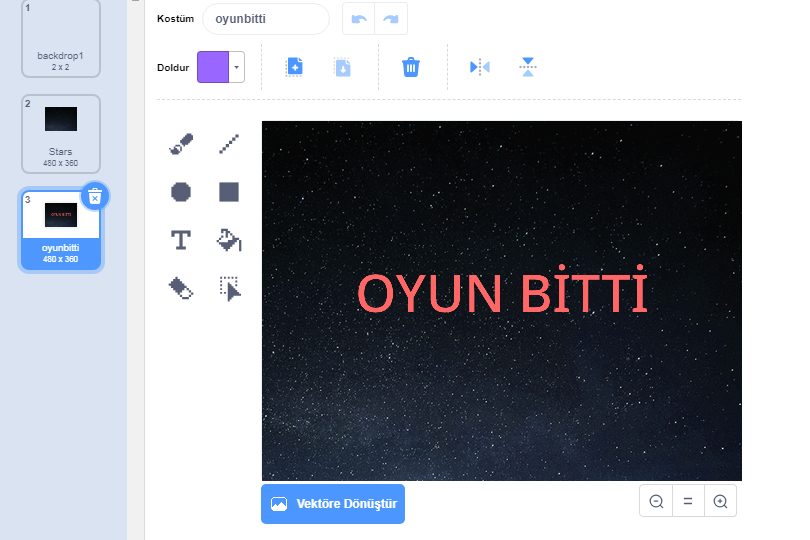 1
backdrop1
2 x 2
2
Stars
480 x 360
3
oyunbitti
480 x 360
Kostüm
oyunbitti
Doldur
OYUN BİTTİ
Vektöre Dönüştür